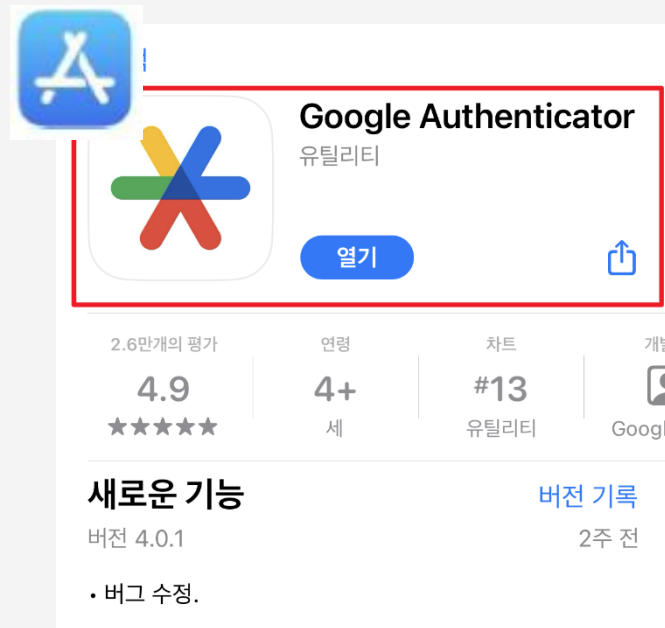 Google Authenticator
유틸리티
열기
2.6만개의 평가
연령
차트
4.9
4+
#13
세
유틸리티
새로운 기능
버전 기록
버전 4.0.1
2주 전
• 버그 수정.